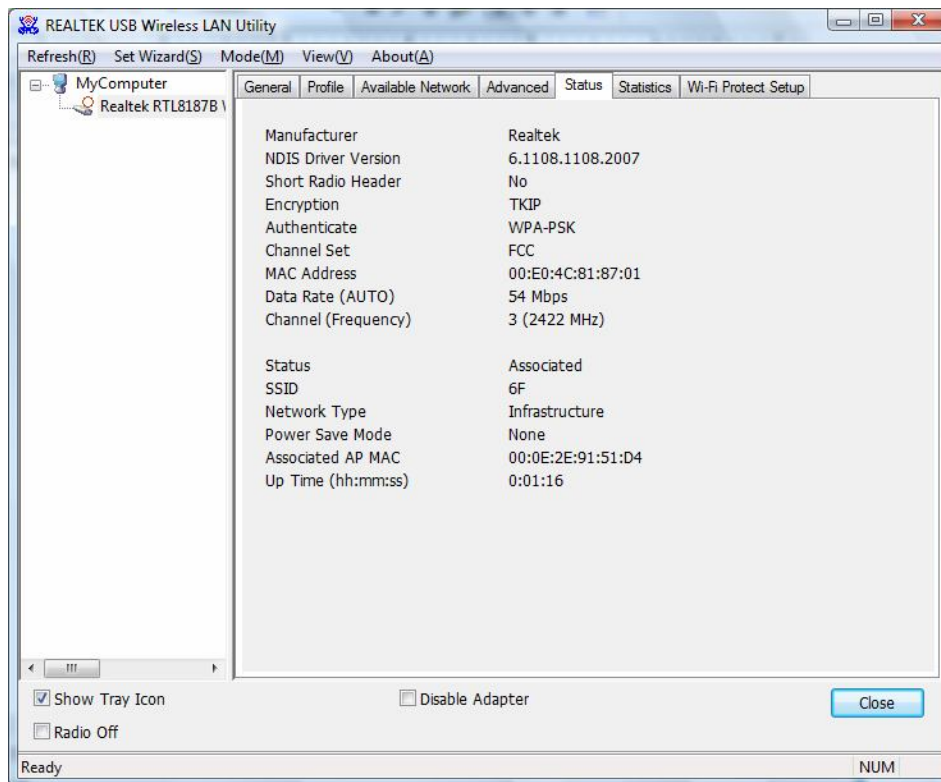 REALTEK USB Wireless LAN Utility
Refresh(R) Set Wizard(S) Mode(M) View(V) About(A)
MyComputer
Realtek RTL8187B
General Profile Available Network Advanced Status Statistics Wi-Fi Protect Setup
Manufacturer Realtek
NDIS Driver Version 6.1108.1108.2007
Short Radio Header No
Encryption TKIP
Authenticate WPA-PSK
Channel Set FCC
MAC Address 00:E0:4C:81:87:01
Data Rate (AUTO) 54 Mbps
Channel (Frequency) 3 (2422 MHz)
Status Associated
SSID 6F
Network Type Infrastructure
Power Save Mode None
Associated AP MAC 00:0E:2E:91:51:D4
Up Time (hh:mm:ss) 0:01:16
Show Tray Icon Disable Adapter Close
Radio Off
Ready NUM